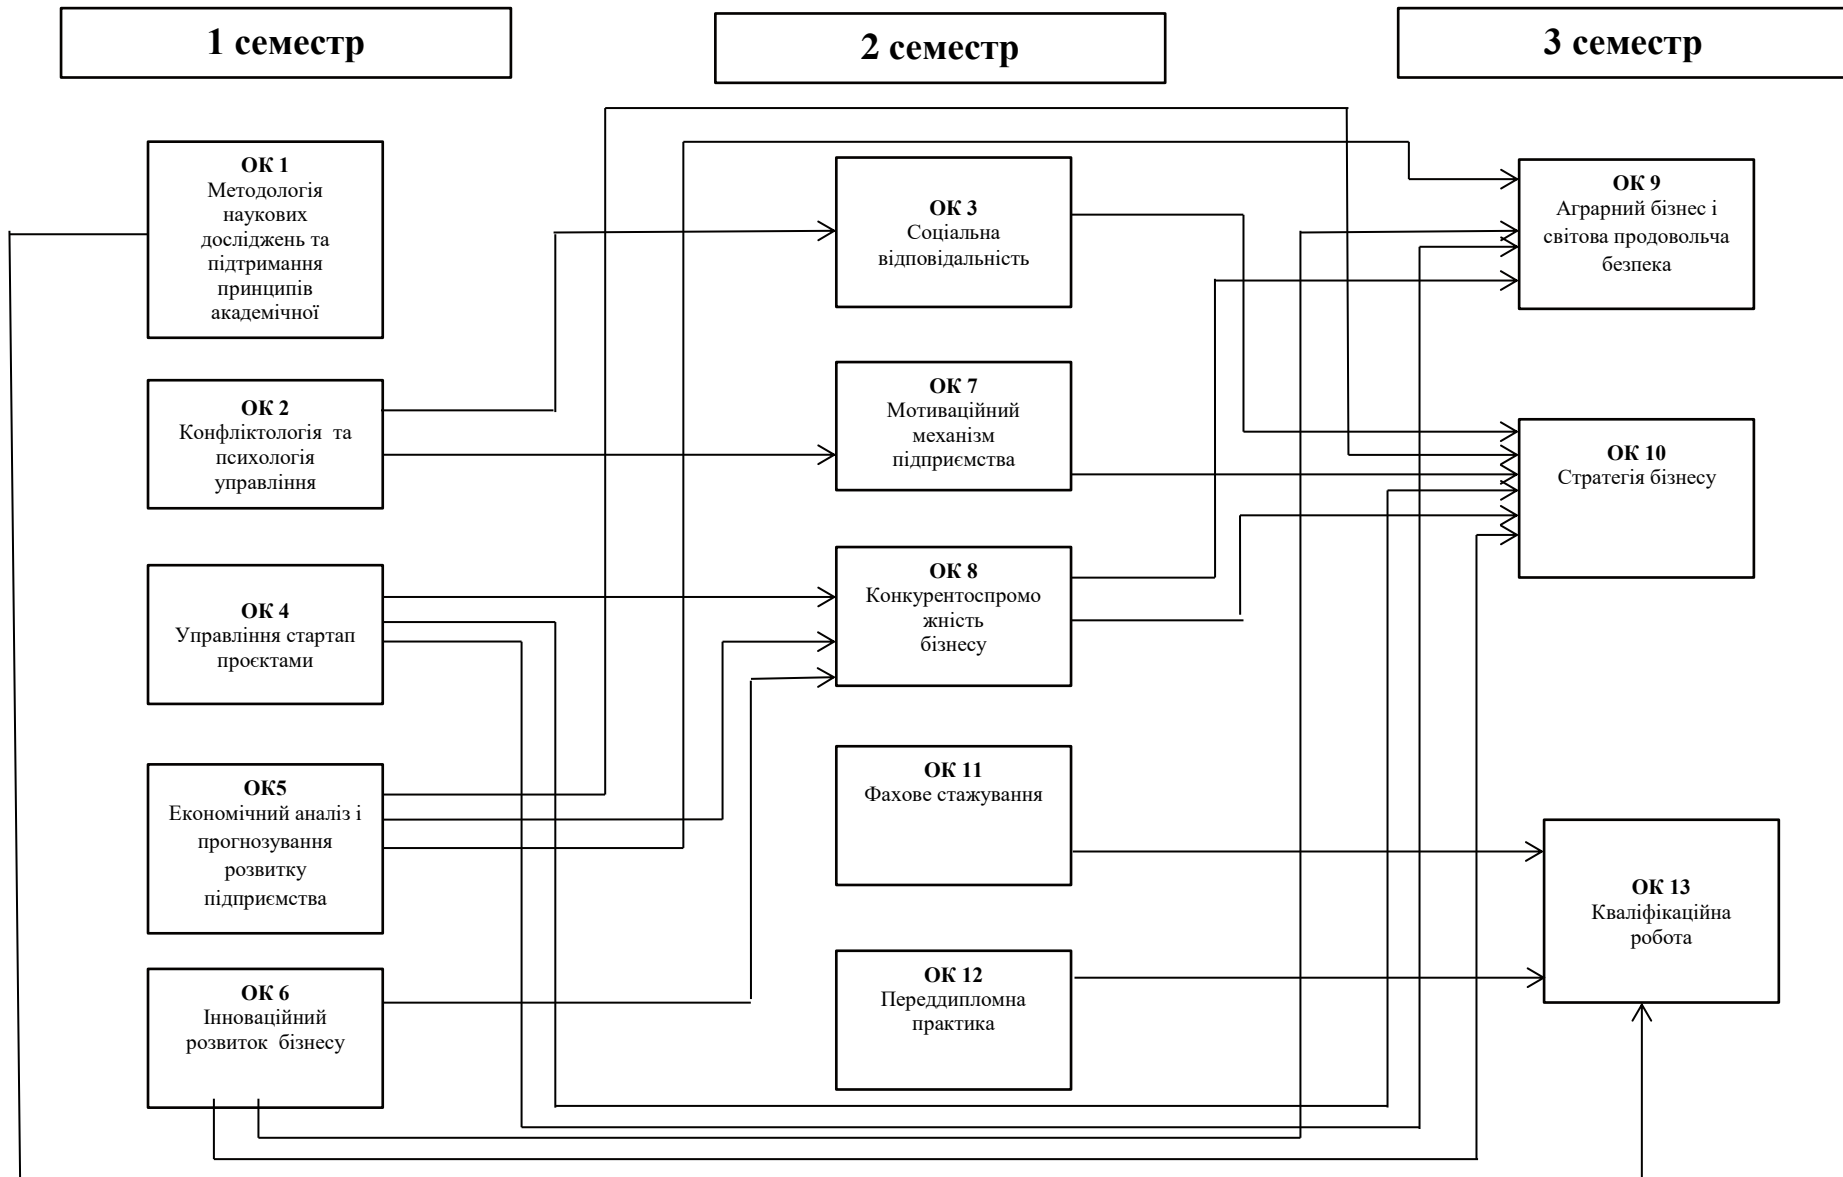 1 семестр
2 семестр
3 семестр
ОК 1
Методологія
наукових
досліджень та
підтримання
принципів
академічної
ОК 2
Конфліктологія та
психологія
управління
ОК 4
Управління стартап
проєктами
ОК5
Економічний аналіз і
прогнозування
розвитку
підприємства
ОК 6
Інноваційний
розвиток бізнесу
ОК 3
Соціальна
відповідальність
ОК 7
Мотиваційний
механізм
підприємства
ОК 8
Конкурентоспромо
жність
бізнесу
ОК 11
Фахове стажування
ОК 12
Переддипломна
практика
ОК 9
Аграрний бізнес і
світова продовольча
безпека
ОК 10
Стратегія бізнесу
ОК 13
Кваліфікаційна
робота